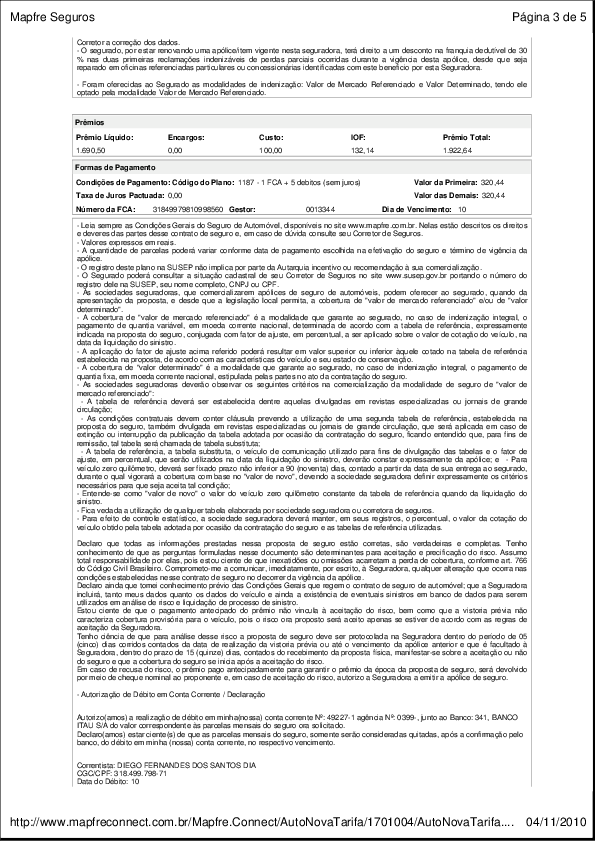 Mapfre Seguros Página 3 de 5
Corretor a correção dos dados.
- O segurado, por estar renovando uma apólice/item vigente nesta seguradora, terá direito a um desconto na franquia dedutível de 30
% nas duas primeiras reclamações indenizáveis de perdas parciais ocorridas durante a vigência desta apólice, desde que seja
reparado em oficinas referenciadas particulares ou concessionárias identificadas com este benefício por esta Seguradora.
- Foram oferecidas ao Segurado as modalidades de indenização: Valor de Mercado Referenciado e Valor Determinado, tendo ele
optado pela modalidade Valor de Mercado Referenciado.
Prêmios
Prêmio Líquido: Encargos: Custo: IOF: Prêmio Total:
1.690,50 0,00 100,00 132,14 1.922,64
Formas de Pagamento
Condições de Pagamento: Código do Plano: 1187 - 1 FCA + 5 debitos (sem juros) Valor da Primeira: 320,44
Taxa de Juros Pactuada: 0,00 Valor das Demais: 320,44
Número da FCA: 31849979810998560 Gestor: 0013344 Dia de Vencimento: 10
- Leia sempre as Condições Gerais do Seguro de Automóvel, disponíveis no site www.mapfre.com.br. Nelas estão descritos os direitos
e deveres das partes desse contrato de seguro e, em caso de dúvida consulte seu Corretor de Seguros.
- Valores expressos em reais.
- A quantidade de parcelas poderá variar conforme data de pagamento escolhida na efetivação do seguro e término de vigência da
apólice.
- O registro deste plano na SUSEP não implica por parte da Autarquia incentivo ou recomendação à sua comercialização.
- O Segurado poderá consultar a situação cadastral de seu Corretor de Seguros no site www.susep.gov.br portando o número do
registro dele na SUSEP, seu nome completo, CNPJ ou CPF.
- As sociedades seguradoras, que comercializarem apólices de seguro de automóveis, podem oferecer ao segurado, quando da
apresentação da proposta, e desde que a legislação local permita, a cobertura de "valor de mercado referenciado" e/ou de "valor
determinado".
- A cobertura de "valor de mercado referido" é a modalidade que garante ao segurado, no caso de indenização integral, o
pagamento de quantia variável, em moeda corrente nacional, determinada de acordo com a tabela de referência, expressamente
indicada na proposta do seguro, conjugada com fator de ajuste, em percentual, a ser aplicado sobre o valor de cotação do veículo, na
data da liquidação do sinistro.
- A aplicação do fator de ajuste acima referido poderá resultar em valor superior ou inferior àquele cotado na tabela de referência
estabelecida na proposta, de acordo com as características do veículo e seu estado de conservação.
- A cobertura "valor determinado" é a modalidade que garante ao segurado, no caso de indenização integral, o pagamento de
quantia fixa, em moeda corrente nacional, estipulada pelas partes no ato da contratação do seguro.
- As sociedades seguradoras deverão observar os seguintes critérios na comercialização da modalidade de seguro de "valor de
mercado referenciado":
- A tabela de referência deverá ser estabelecida dentre aquelas divulgadas em revistas especializadas ou jornais de grande
circulação;
- As condições contratuais devem conter cláusula prevendo a utilização de uma segunda tabela de referência, estabelecida na
proposta do seguro, também divulgada em revistas especializadas ou jornais de grande circulação, que será aplicada em caso de
extinção ou interrupção da publicação da tabela adotada por ocasião da contratação do seguro, ficando entendido que, para fins de
remissão, tal tabela será chamada de tabela substituta;
- A tabela de referência, a tabela substituta, o veículo de comunicação utilizado para fins de divulgação das tabelas e o fator de
ajuste, em percentual, que serão utilizados na data da liquidação do sinistro, deverão constar expressamente da apólice; e - Para
veículo zero quilômetro, deverá ser fixado prazo não inferior a 90 (noventa) dias, contado a partir da data de sua entrega ao segurado,
durante o qual vigorará a cobertura com base no "valor de novo", devendo a sociedade seguradora definir expressamente os critérios
necessários para que seja aceita tal condição;
- Entende-se como "valor de novo" o valor do veículo zero quilômetro constante da tabela de referência quando da liquidação do
sinistro.
- Fica vedada a utilização de qualquer tabela elaborada por sociedade seguradora ou corretora de seguros.
- Para efeito de controle estatístico, a sociedade seguradora deverá manter, em seus registros, o percentual, o valor da cotação do
veículo obtido pela tabela adotada por ocasião da contratação do seguro e as tabelas de referência utilizadas.
Declaro que todas as informações prestadas nessa proposta de seguro estão corretas, são verdadeiras e completas. Tenho
conhecimento de que as perguntas formuladas nesse documento são determinantes para aceitação e precificação do risco. Assumo
total responsabilidade por elas, pois estou ciente de que inexatidões ou omissões acarretam a perda de cobertura, conforme art. 766
do Código Civil Brasileiro. Comprometo-me a comunicar, imediatamente, por escrito, a Seguradora, qualquer alteração que ocorra nas
condições estabelecidas nesse contrato de seguro no decorrer da vigência da apólice.
Declaro ainda que tomei conhecimento prévio das Condições Gerais que regem o contrato de seguro de automóvel; que a Seguradora
incluirá, tanto meus dados quanto os dados do veículo e ainda a existência de eventuais sinistros em banco de dados para serem
utilizados em análise de risco e liquidação de processo de sinistro.
Estou ciente de que o pagamento antecipado do prêmio não vincula à aceitação do risco, bem como que a vistoria prévia não
caracteriza cobertura provisória para o veículo, pois o risco ora proposto será aceito apenas se estiver de acordo com as regras de
aceitação da Seguradora.
Tenho ciência de que para análise desse risco a proposta de seguro deve ser protocolada na Seguradora dentro do período de 05
(cinco) dias corridos contados da data de realização da vistoria prévia ou até o vencimento da apólice anterior e que é facultado à
Seguradora, dentro do prazo de 15 (quinze) dias, contados do recebimento da proposta física, manifestar-se sobre a aceitação ou não
do seguro e que a cobertura do seguro se inicia após a aceitação do risco.
Em caso de recusa do risco, o prêmio pago antecipadamente para garantir o prêmio da época da proposta de seguro, será devolvido
por meio de cheque nominal ao proponente e, em caso de aceitação do risco, autorizo a Seguradora a emitir a apólice de seguro.
- Autorização de Débito em Conta Corrente / Declaração
Autorizo(amos) a realização de débito em minha(nossa) conta corrente Nº: 49227-1 agência Nº: 0399-, junto ao Banco: 341, BANCO
ITAU S/A do valor correspondente às parcelas mensais do seguro ora solicitado.
Declaro(amos) estar ciente(s) de que as parcelas mensais do seguro, somente serão consideradas quitadas, após a confirmação pelo
banco, do débito em minha (nossa) conta corrente, no respectivo vencimento.
Correntista: DIEGO FERNANDES DOS SANTOS DIA
CGC/CPF: 318.499.798-71
Data do Débito: 10
http://www.mapfreconnect.com.br/Mapfre.Connect/AutoNovaTarifa/1701004/AutoNovaTarifa.... 04/11/2010